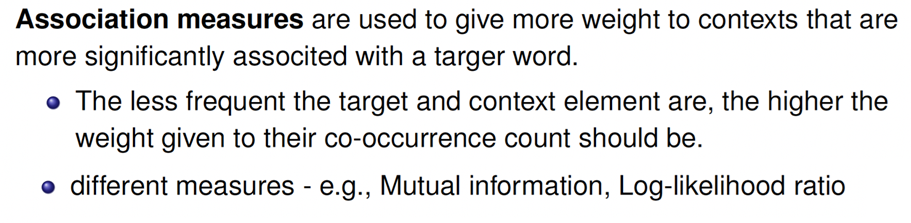 Association measures are used to give more weight to contexts that are
more significantly associted with a targer word.
The less frequent the target and context element are, the higher the
weight given to their co-occurrence count should be.
different measures - e.g., Mutual information, Log-likelihood ratio